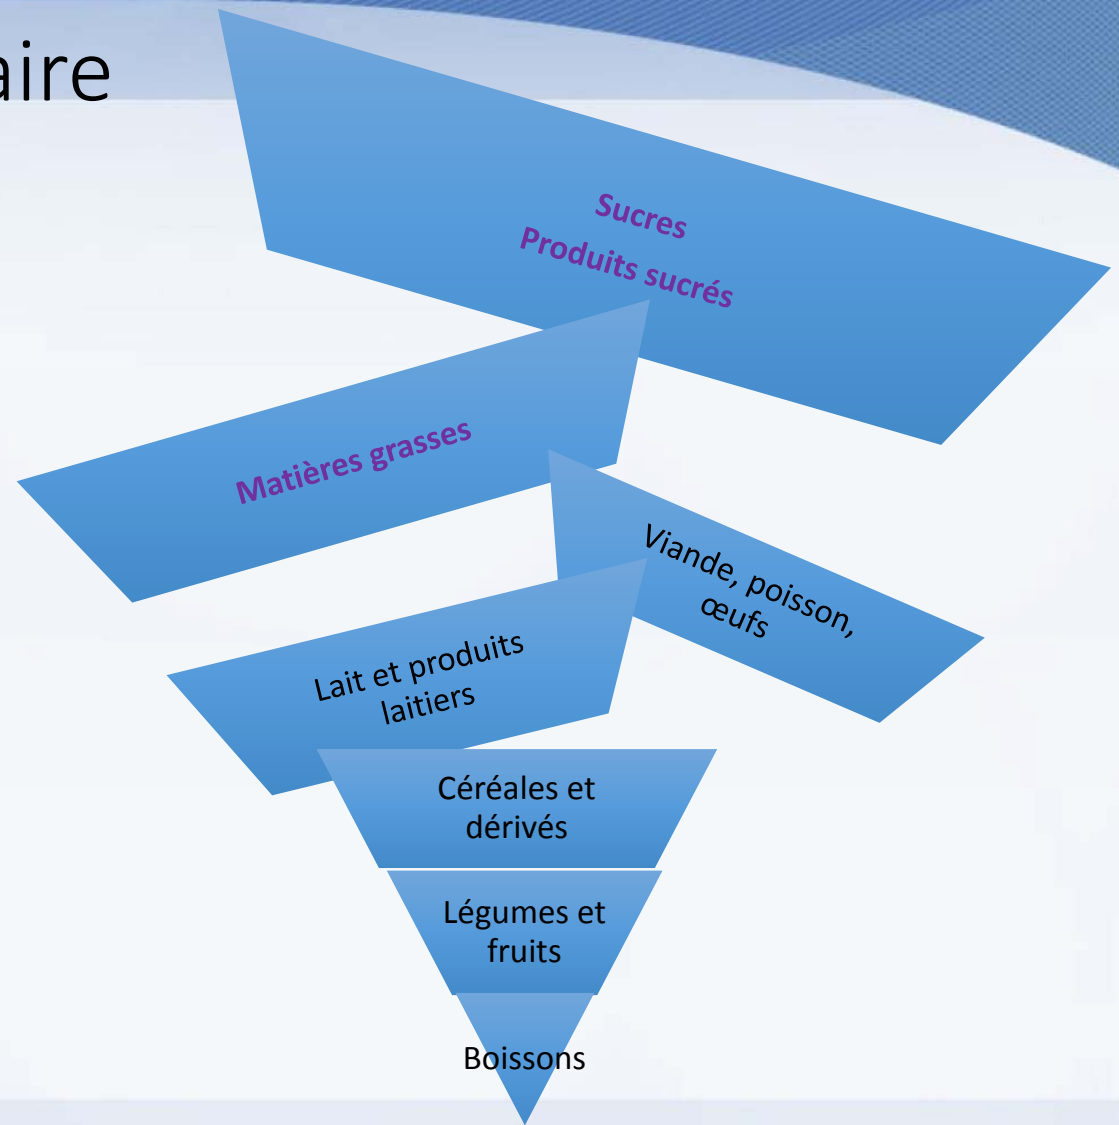 aire
Sucres
Produits sucrés
Matières grasses
Viande, poisson,
œufs
Lait et produits
laitiers
Céréales et
dérivés
Légumes et
fruits
Boissons